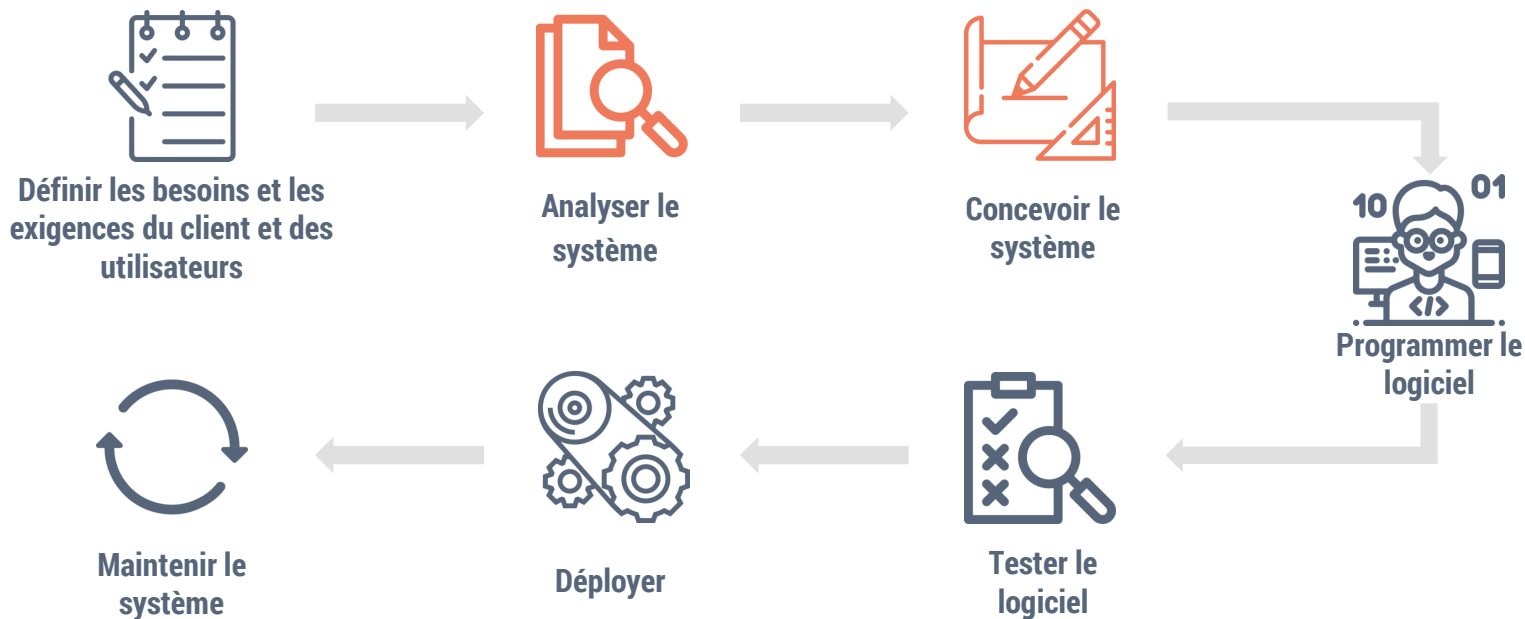 Définir les besoins et les
exigences du client et des
utilisateurs
Analyser le
système
Concevoir le
système
10
01
</>
Programmer le
logiciel
Maintenir le
système
Déployer
Tester le
logiciel